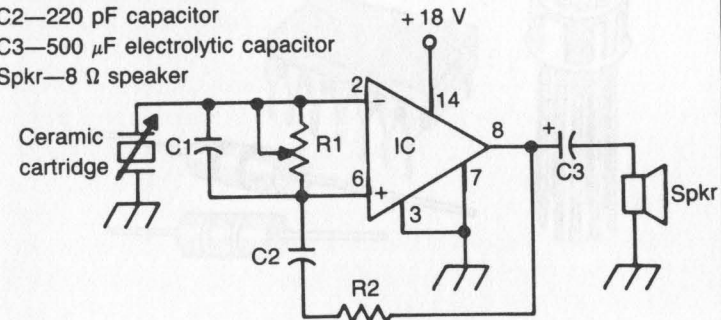 C2—220 pF capacitor
C3—500 μF electrolytic capacitor
Spkr—8 Ω speaker
+18 V
2
−
14
Ceramic
cartridge
C1
R1
IC
8
+
C3
6
+
7
3
Spkr
C2
R2